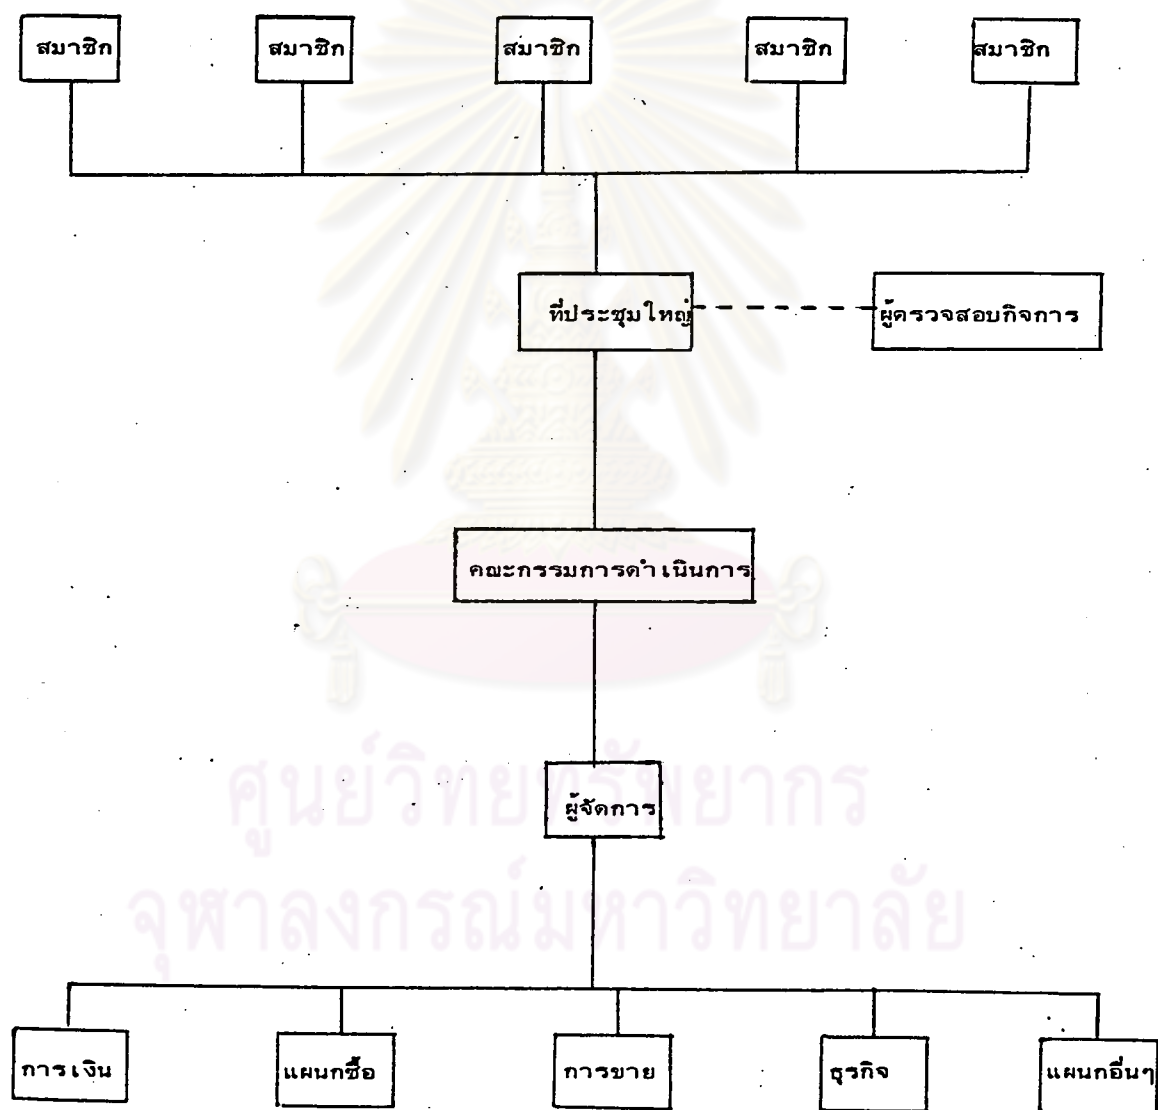 สมาชิก
สมาชิก
สมาชิก
สมาชิก
สมาชิก
ที่ประชุมใหญ่
ผู้ตรวจสอบกิจการ
คณะกรรมการดำเนินการ
ผู้จัดการ
ศูนย์วิทยทรัพยากร
จุฬาลงกรณ์มหาวิทยาลัย
การเงิน
แผนกซื้อ
การขาย
ธุรกิจ
แผนกอื่นๆ